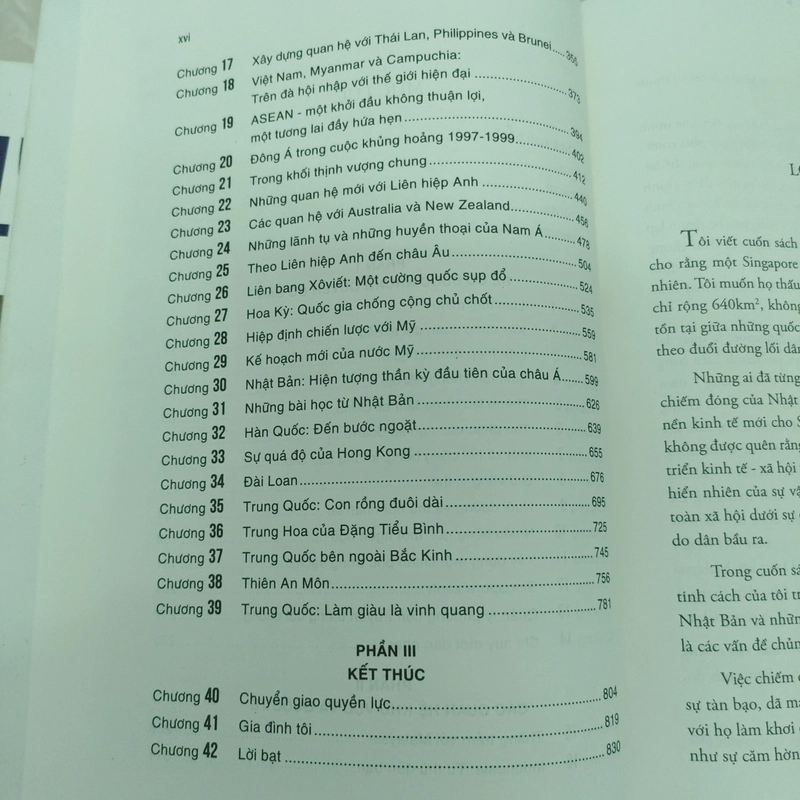 xvi
Chương 17 Xây dựng quan hệ với Thái Lan, Philippines và Brunei..... 355
Chương 18 Việt Nam, Myanmar và Campuchia:
Trên đà hội nhập với thế giới hiện đại ..................... 373
Chương 19 ASEAN - một khởi đầu không thuận lợi,
một tương lai đầy hứa hẹn................................ 394
Chương 20 Đông Á trong cuộc khủng hoảng 1997-1999........... 402
Chương 21 Trong khối thịnh vượng chung............................. 412
Chương 22 Những quan hệ mới với Liên hiệp Anh .................. 440
Chương 23 Các quan hệ với Australia và New Zealand............. 456
Chương 24 Những lãnh tụ và những huyền thoại của Nam Á...... 478
Chương 25 Theo Liên hiệp Anh đến châu Âu ........................ 504
Chương 26 Liên bang Xôviết: Một cường quốc sụp đổ ............ 524
Chương 27 Hoa Kỳ: Quốc gia chống cộng chủ chốt................ 535
Chương 28 Hiệp định chiến lược với Mỹ ............................. 559
Chương 29 Kế hoạch mới của nước Mỹ ............................. 581
Chương 30 Nhật Bản: Hiện tượng thần kỳ đầu tiên của châu Á....... 599
Chương 31 Những bài học từ Nhật Bản ............................. 626
Chương 32 Hàn Quốc: Đến bước ngoặt............................. 639
Chương 33 Sự quá độ của Hong Kong ............................. 655
Chương 34 Đài Loan................................................ 676
Chương 35 Trung Quốc: Con rồng đuôi dài ......................... 695
Chương 36 Trung Hoa của Đặng Tiểu Bình......................... 725
Chương 37 Trung Quốc bên ngoài Bắc Kinh ....................... 745
Chương 38 Thiên An Môn.......................................... 756
Chương 39 Trung Quốc: Làm giàu là vinh quang .................. 781
PHẦN III
KẾT THÚC
Chương 40 Chuyển giao quyền lực................................. 804
Chương 41 Gia đình tôi ........................................... 819
Chương 42 Lời bạt ................................................ 830
Tôi viết cuốn sách
cho rằng một Singapore
nhiên. Tôi muốn họ thấu
chỉ rộng 640km², không
tồn tại giữa những quốc
theo đuổi đường lối dân
Những ai đã từng
chiếm đóng của Nhật
nền kinh tế mới cho
không được quên rằng
triển kinh tế - xã hội
hiển nhiên của sự vậ
toàn xã hội dưới sự
do dân bầu ra.
Trong cuốn sá
tính cách của tôi tr
Nhật Bản và nhữn
là các vấn đề chủn
Việc chiếm
sự tàn bạo, dã ma
với họ làm khơi
như sự căm hờn